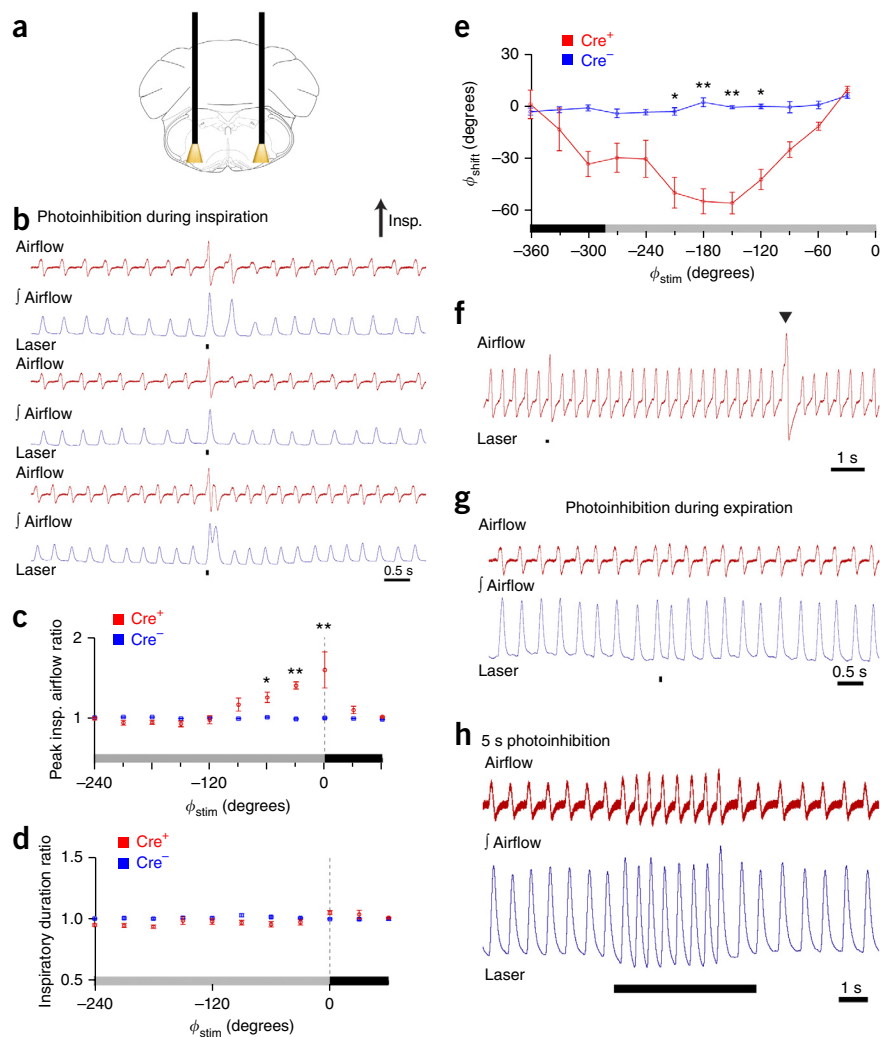 a
b Photoinhibition during inspiration
Insp.
Airflow
∫ Airflow
Laser
Airflow
∫ Airflow
Laser
Airflow
∫ Airflow
Laser
0.5 s
c
Cre+
Cre−
Peak insp. airflow ratio
2
1
**
**
*
−240
−120
0
ϕstim (degrees)
d
Cre+
Cre−
Inspiratory duration ratio
1.5
1.0
0.5
−240
−120
0
ϕstim (degrees)
e
Cre+
Cre−
ϕshift (degrees)
30
0
−30
−60
* ** ** *
−360 −300 −240 −180 −120 −60 0
ϕstim (degrees)
f
Airflow
Laser
1 s
g Photoinhibition during expiration
Airflow
∫ Airflow
Laser
0.5 s
h 5 s photoinhibition
Airflow
∫ Airflow
Laser
1 s